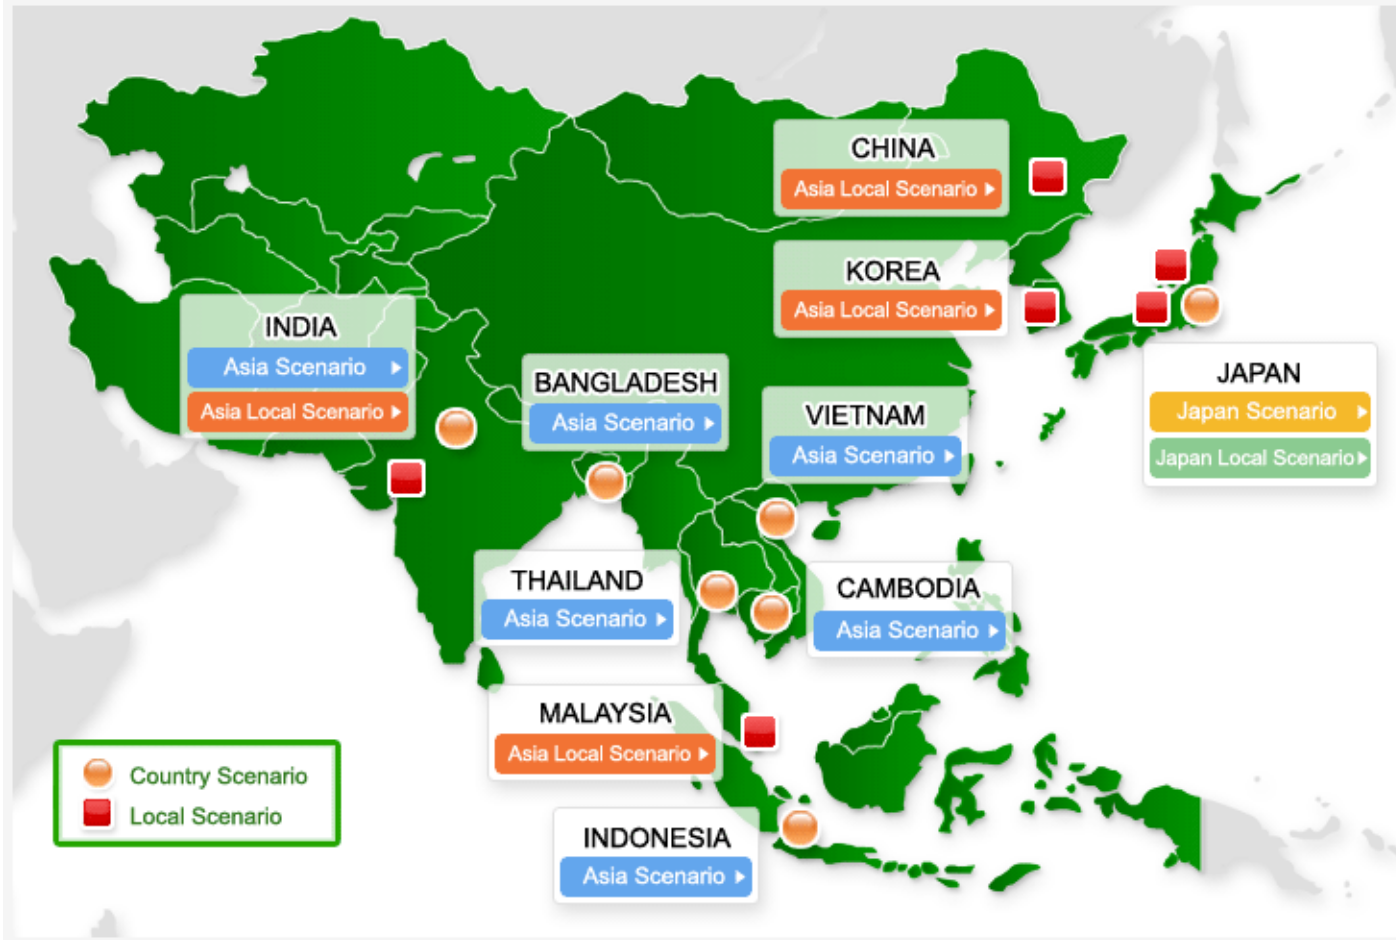 CHINA
Asia Local Scenario
KOREA
Asia Local Scenario
INDIA
Asia Scenario
Asia Local Scenario
BANGLADESH
Asia Scenario
VIETNAM
Asia Scenario
JAPAN
Japan Scenario
Japan Local Scenario
THAILAND
Asia Scenario
CAMBODIA
Asia Scenario
MALAYSIA
Asia Local Scenario
INDONESIA
Asia Scenario
Country Scenario
Local Scenario